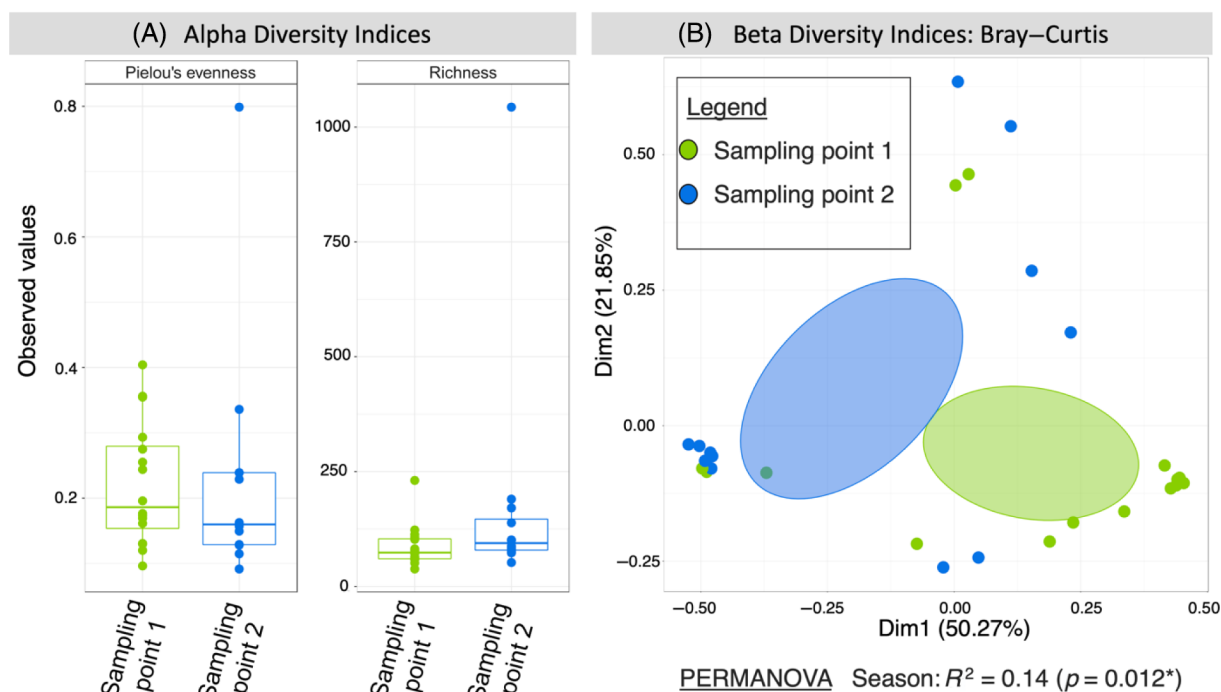 (A) Alpha Diversity Indices
Pielou's evenness
Richness
Observed values
0.8
0.6
0.4
0.2
1000
750
500
250
0
Sampling
point 1
Sampling
point 2
Sampling
point 1
Sampling
point 2
(B) Beta Diversity Indices: Bray–Curtis
Legend
Sampling point 1
Sampling point 2
Dim2 (21.85%)
0.50
0.25
0.00
−0.25
−0.50
−0.25
0.00
0.25
0.50
Dim1 (50.27%)
PERMANOVA Season: R² = 0.14 (p = 0.012*)